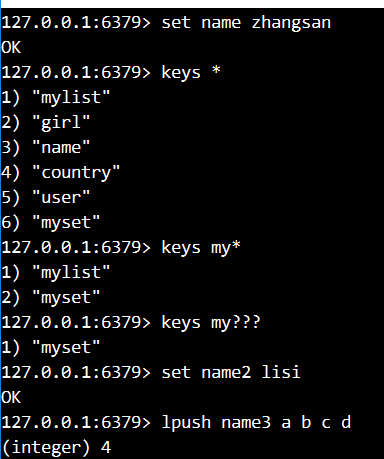 127.0.0.1:6379> set name zhangsan
OK
127.0.0.1:6379> keys *
1) "mylist"
2) "girl"
3) "name"
4) "country"
5) "user"
6) "myset"
127.0.0.1:6379> keys my*
1) "mylist"
2) "myset"
127.0.0.1:6379> keys my???
1) "myset"
127.0.0.1:6379> set name2 lisi
OK
127.0.0.1:6379> lpush name3 a b c d
(integer) 4